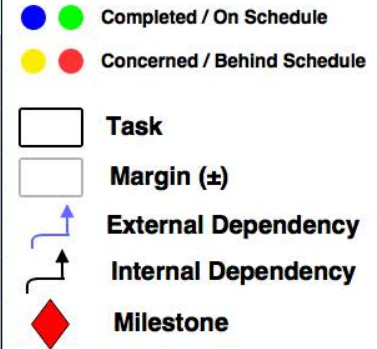 Completed / On Schedule
Concerned / Behind Schedule
Task
Margin (±)
External Dependency
Internal Dependency
Milestone